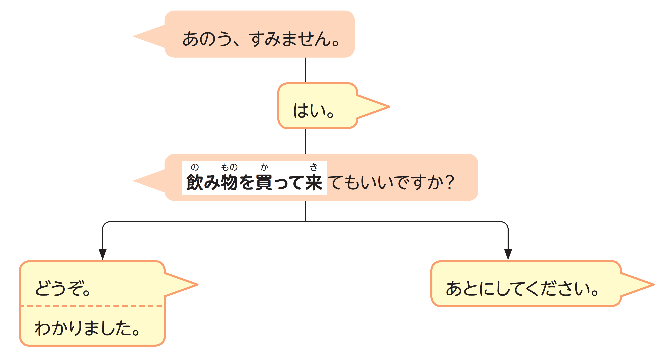 あのう、すみません。
はい。
の もの か き
飲み物を買って来てもいいですか？
どうぞ。
わかりました。
あとにしてください。